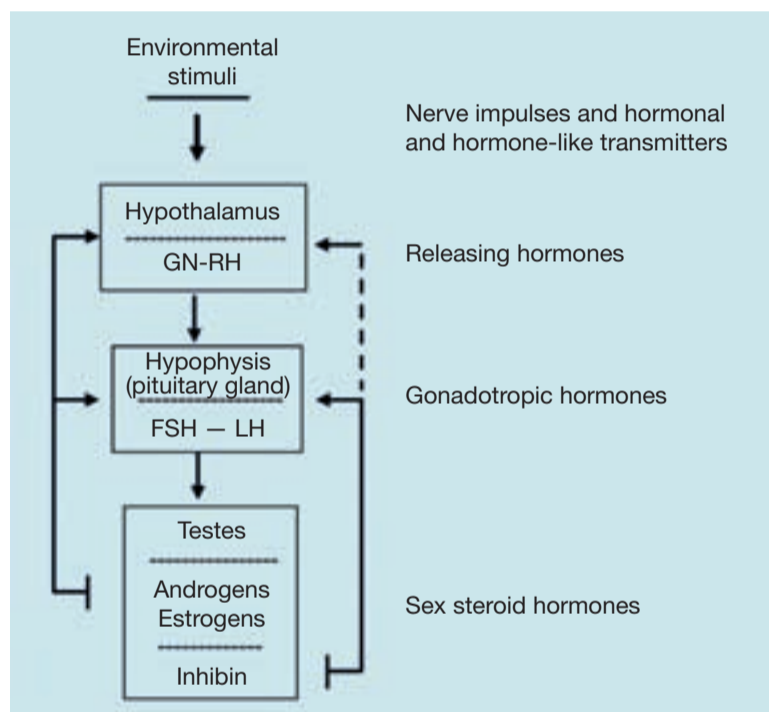 Environmental
stimuli
Nerve impulses and hormonal
and hormone-like transmitters
Hypothalamus
GN-RH
Releasing hormones
Hypophysis
(pituitary gland)
FSH — LH
Gonadotropic hormones
Testes
Androgens
Estrogens
Inhibin
Sex steroid hormones